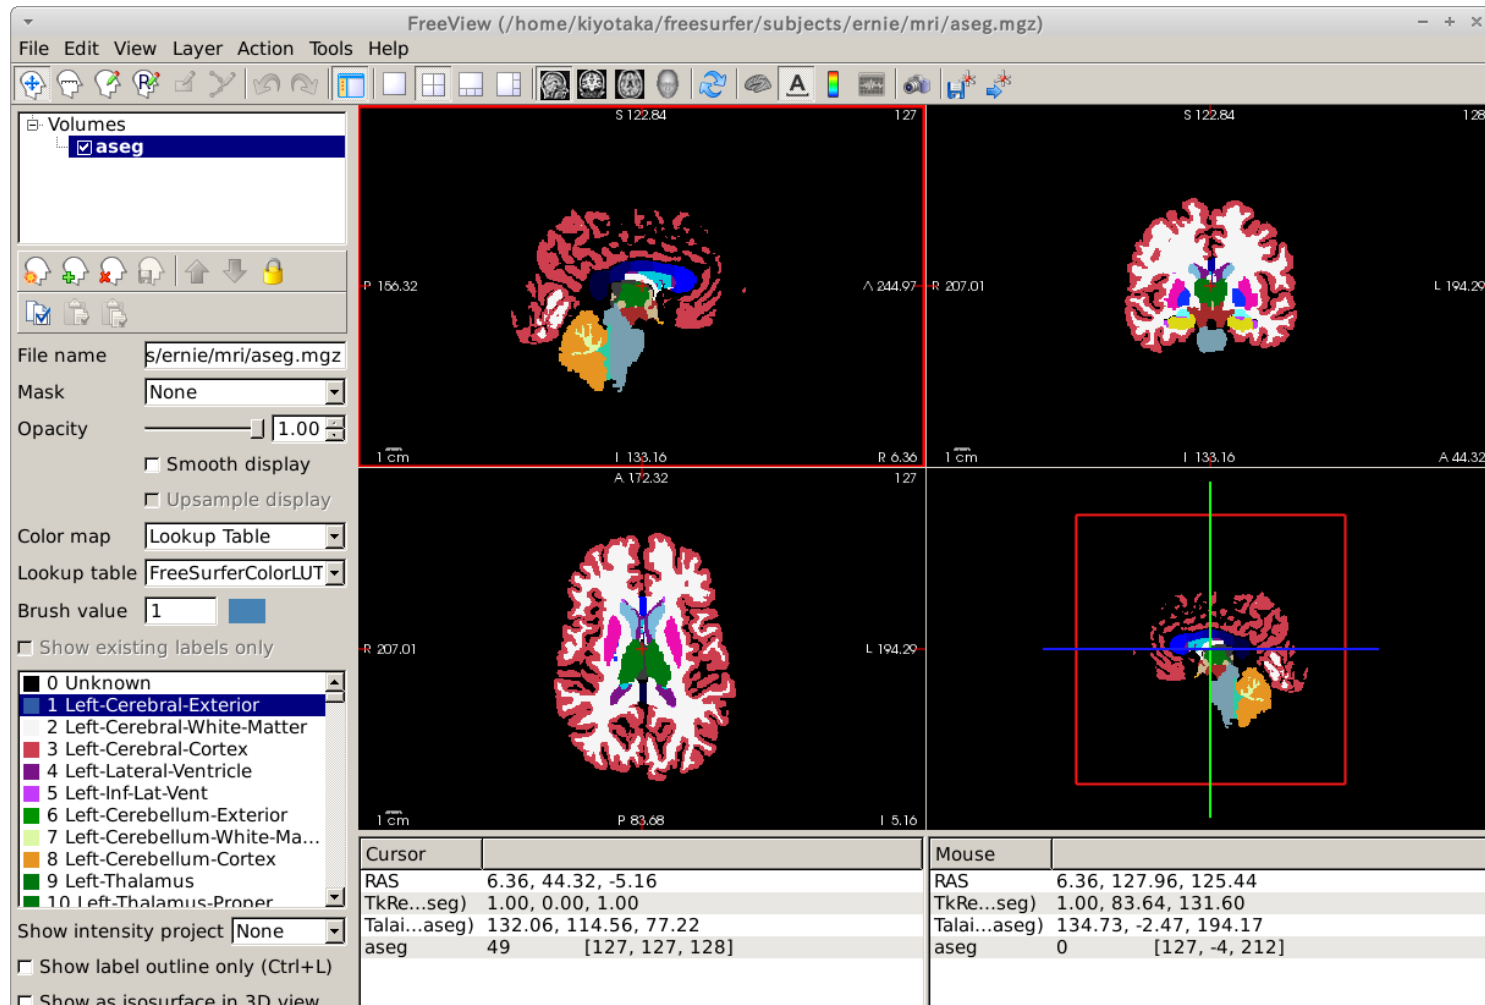 FreeView (/home/kiyotaka/freesurfer/subjects/ernie/mri/aseg.mgz)
File Edit View Layer Action Tools Help
Volumes
aseg
File name s/ernie/mri/aseg.mgz
Mask None
Opacity 1.00
Smooth display
Upsample display
Color map Lookup Table
Lookup table FreeSurferColorLUT
Brush value 1
Show existing labels only
0 Unknown
1 Left-Cerebral-Exterior
2 Left-Cerebral-White-Matter
3 Left-Cerebral-Cortex
4 Left-Lateral-Ventricle
5 Left-Inf-Lat-Vent
6 Left-Cerebellum-Exterior
7 Left-Cerebellum-White-Ma...
8 Left-Cerebellum-Cortex
9 Left-Thalamus
10 Left-Thalamus-Proper
Show intensity project None
Show label outline only (Ctrl+L)
Show as isosurface in 3D view
S 122.84 127
P 156.32 A 244.97
1 cm I 133.16 R 6.36
S 122.84 128
R 207.01 L 194.29
1 cm I 133.16 A 44.32
A 172.32 127
R 207.01 L 194.29
1 cm P 83.68 I 5.16
Cursor
RAS 6.36, 44.32, -5.16
TkRe...seg) 1.00, 0.00, 1.00
Talai...aseg) 132.06, 114.56, 77.22
aseg 49 [127, 127, 128]
Mouse
RAS 6.36, 127.96, 125.44
TkRe...seg) 1.00, 83.64, 131.60
Talai...aseg) 134.73, -2.47, 194.17
aseg 0 [127, -4, 212]